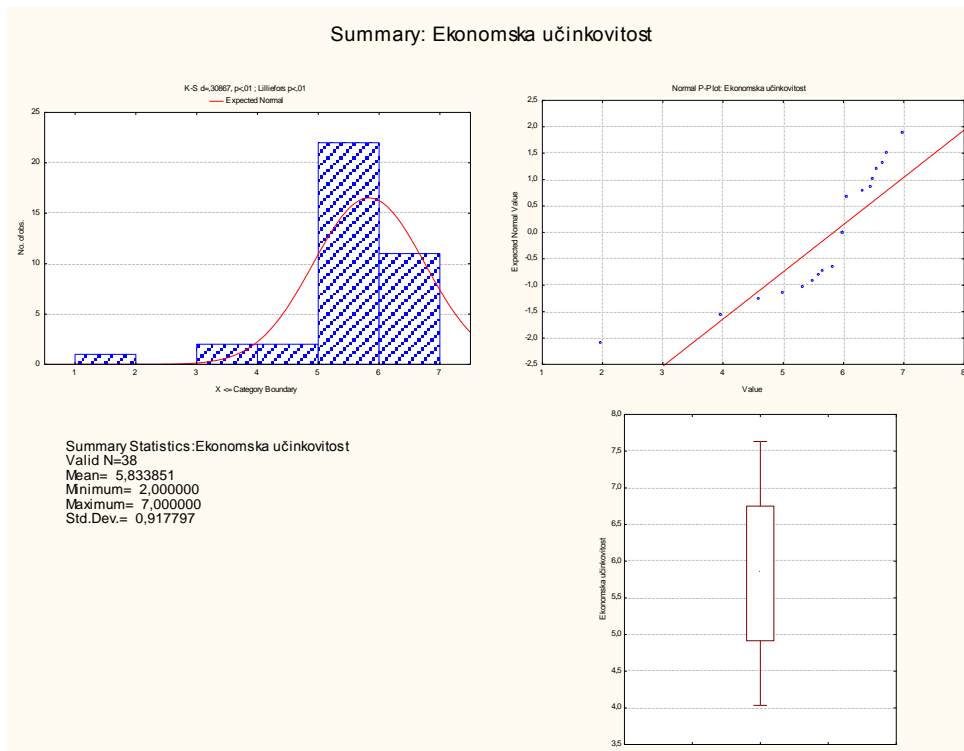 Summary: Ekonomska učinkovitost
K-S d=,30867, p<,01 ; Lilliefors p<,01
Expected Normal
25
20
15
10
5
0
No. of obs.
1 2 3 4 5 6 7
X <= Category Boundary
Normal P-Plot: Ekonomska učinkovitost
2,5
2,0
1,5
1,0
0,5
0,0
-0,5
-1,0
-1,5
-2,0
-2,5
Expected Normal Value
1 2 3 4 5 6 7 8
Value
Summary Statistics:Ekonomska učinkovitost
Valid N=38
Mean= 5,833851
Minimum= 2,000000
Maximum= 7,000000
Std.Dev.= 0,917797
8,0
7,5
7,0
6,5
6,0
5,5
5,0
4,5
4,0
3,5
Ekonomska učinkovitost